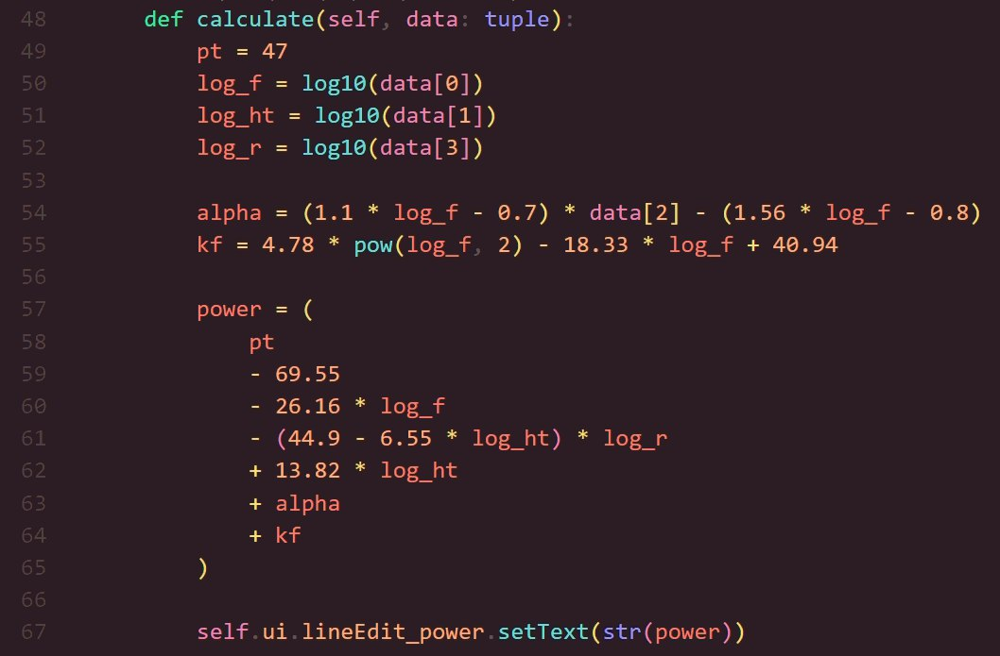 48 def calculate(self, data: tuple):
49 pt = 47
50 log_f = log10(data[0])
51 log_ht = log10(data[1])
52 log_r = log10(data[3])
53
54 alpha = (1.1 * log_f - 0.7) * data[2] - (1.56 * log_f - 0.8)
55 kf = 4.78 * pow(log_f, 2) - 18.33 * log_f + 40.94
56
57 power = (
58 pt
59 - 69.55
60 - 26.16 * log_f
61 - (44.9 - 6.55 * log_ht) * log_r
62 + 13.82 * log_ht
63 + alpha
64 + kf
65 )
66
67 self.ui.lineEdit_power.setText(str(power))